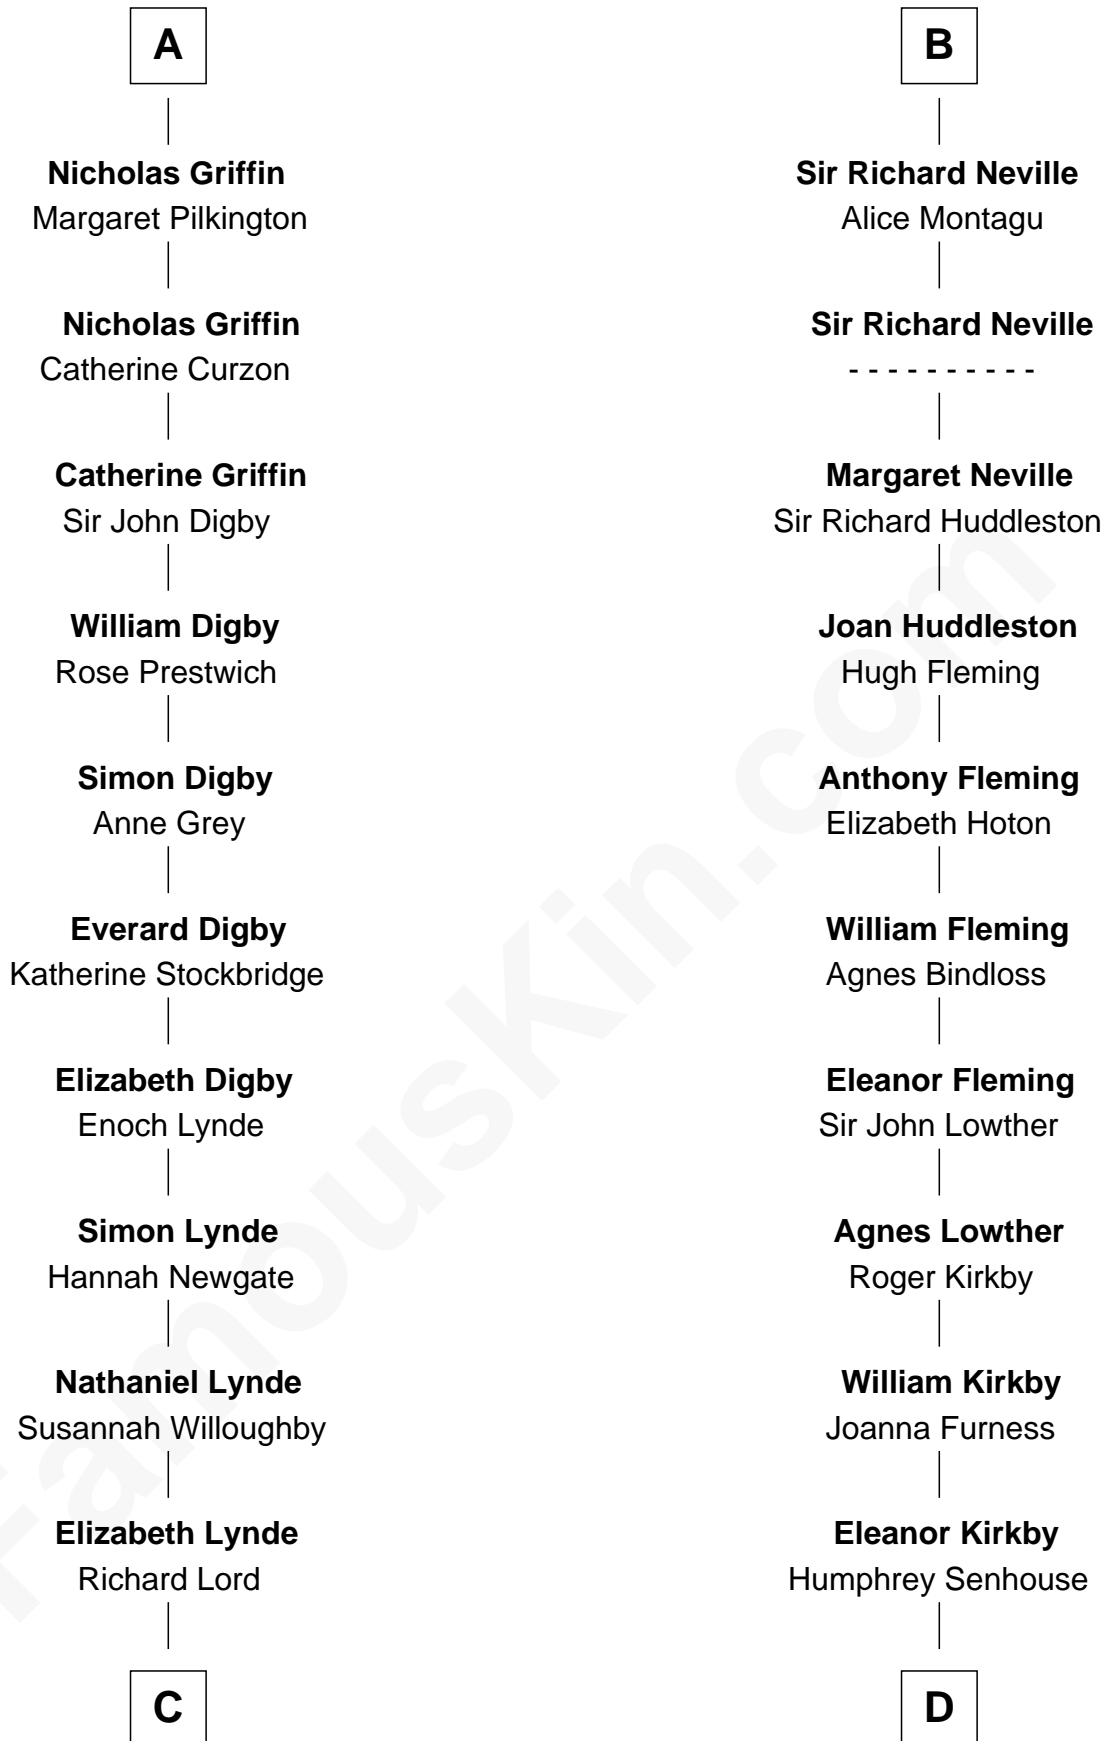 A
Nicholas Griffin
Margaret Pilkington
Nicholas Griffin
Catherine Curzon
Catherine Griffin
Sir John Digby
William Digby
Rose Prestwich
Simon Digby
Anne Grey
Everard Digby
Katherine Stockbridge
Elizabeth Digby
Enoch Lynde
Simon Lynde
Hannah Newgate
Nathaniel Lynde
Susannah Willoughby
Elizabeth Lynde
Richard Lord
C
B
Sir Richard Neville
Alice Montagu
Sir Richard Neville
- - - - - - - - - -
Margaret Neville
Sir Richard Huddleston
Joan Huddleston
Hugh Fleming
Anthony Fleming
Elizabeth Hoton
William Fleming
Agnes Bindloss
Eleanor Fleming
Sir John Lowther
Agnes Lowther
Roger Kirkby
William Kirkby
Joanna Furness
Eleanor Kirkby
Humphrey Senhouse
D
FamousKin.com